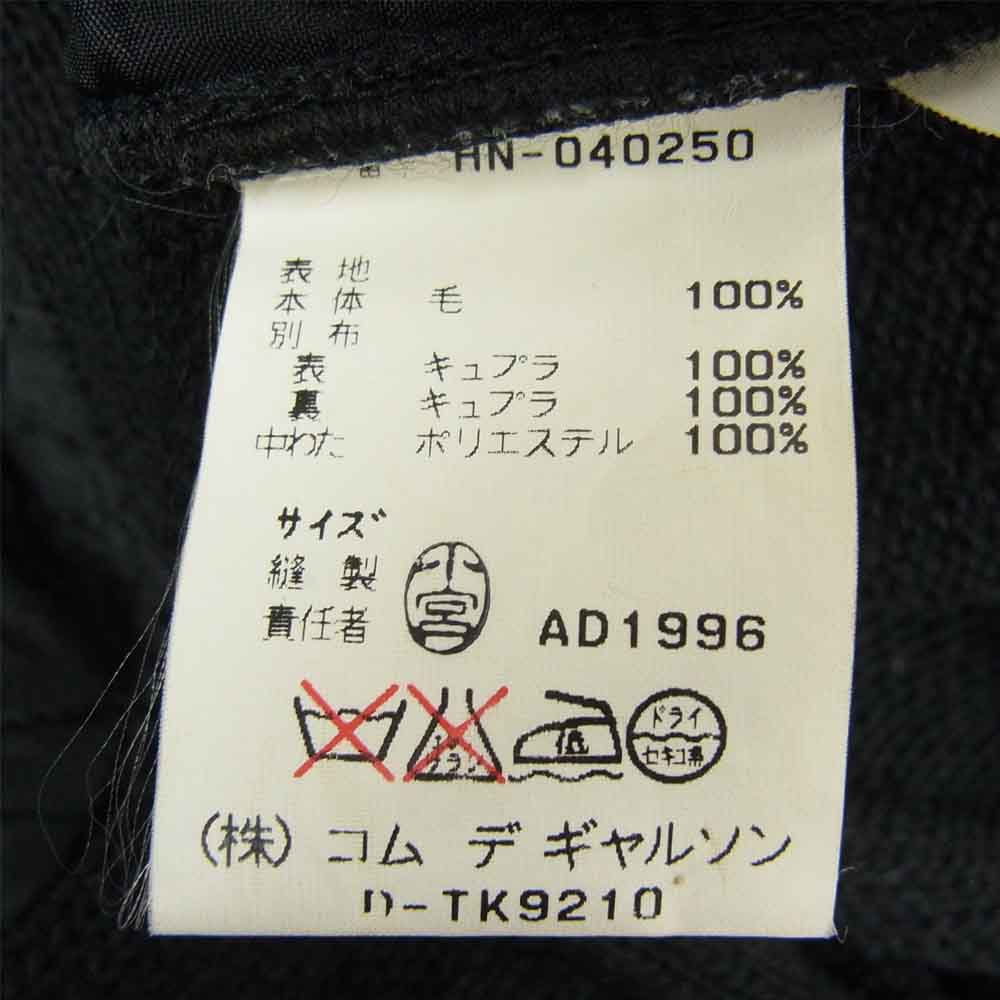 HN-040250
表 地
本 体 毛 100%
別 布
表 キュプラ 100%
裏 キュプラ 100%
中わた ポリエステル 100%
サイズ
縫 製
責任者 小宮 AD1996
低 ドライ
セキユ系
(株) コム デ ギャルソン
D-TK9210